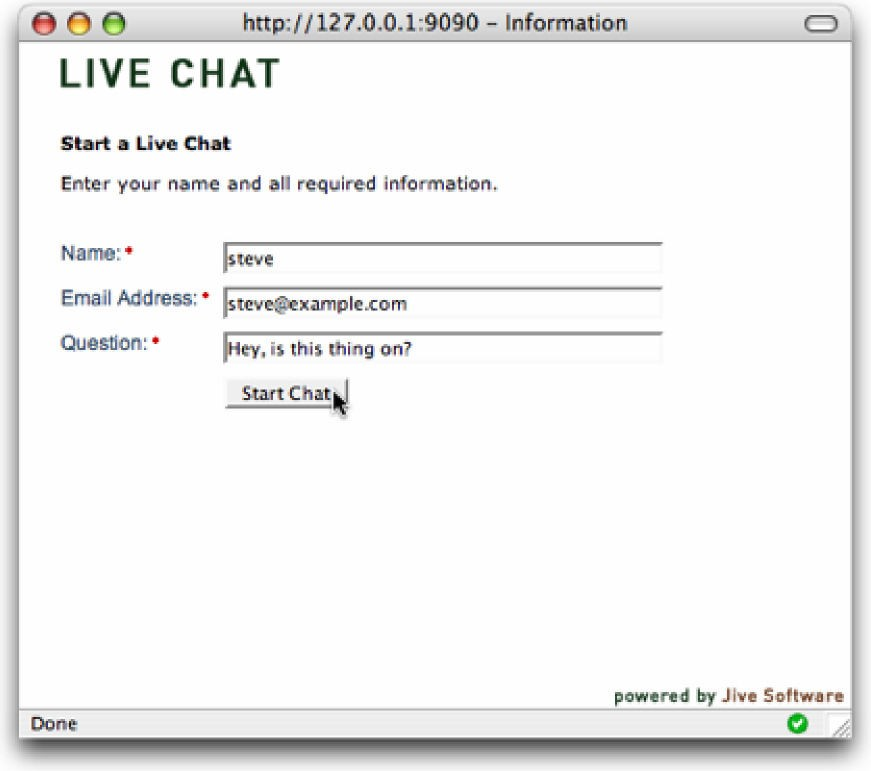 http://127.0.0.1:9090 – Information
LIVE CHAT
Start a Live Chat
Enter your name and all required information.
Name: •
steve
Email Address: •
steve@example.com
Question: •
Hey, is this thing on?
Start Chat
powered by Jive Software
Done